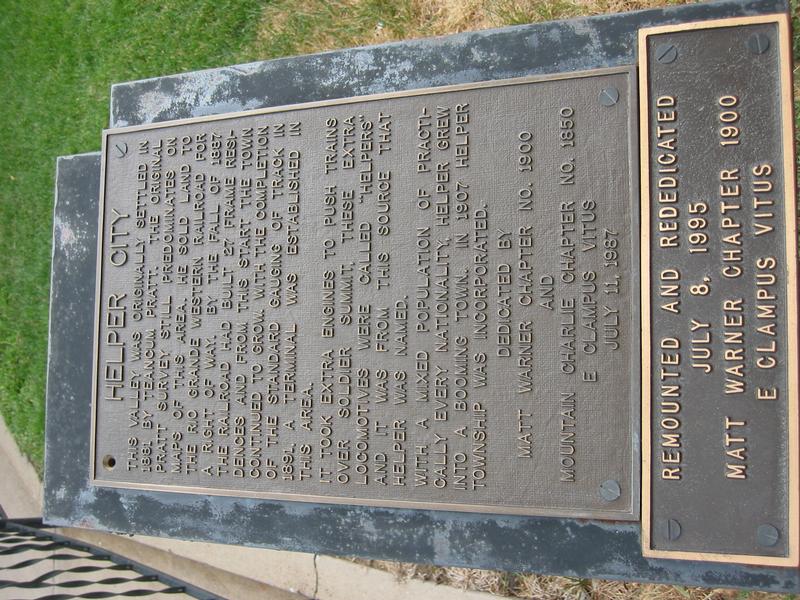 HELPER CITY
THIS VALLEY WAS ORIGINALLY SETTLED IN
1881 BY TEANCUM PRATT. THE ORIGINAL
PRATT SURVEY STILL PREDOMINATES ON
MAPS OF THIS AREA. HE SOLD LAND TO
THE RIO GRANDE WESTERN RAILROAD FOR
A RIGHT OF WAY. BY THE FALL OF 1887
THE RAILROAD HAD BUILT 27 FRAME RESI-
DENCES AND FROM THIS START THE TOWN
CONTINUED TO GROW. WITH THE COMPLETION
OF THE STANDARD GAUGING OF TRACK IN
1891, A TERMINAL WAS ESTABLISHED IN
THIS AREA.
IT TOOK EXTRA ENGINES TO PUSH TRAINS
OVER SOLDIER SUMMIT, THESE EXTRA
LOCOMOTIVES WERE CALLED "HELPERS"
AND IT WAS FROM THIS SOURCE THAT
HELPER WAS NAMED.
WITH A MIXED POPULATION OF PRACTI-
CALLY EVERY NATIONALITY, HELPER GREW
INTO A BOOMING TOWN. IN 1907 HELPER
TOWNSHIP WAS INCORPORATED.
DEDICATED BY
MATT WARNER CHAPTER NO. 1900
AND
MOUNTAIN CHARLIE CHAPTER NO. 1850
E CLAMPUS VITUS
JULY 11, 1987
REMOUNTED AND REDEDICATED
JULY 8, 1995
MATT WARNER CHAPTER 1900
E CLAMPUS VITUS